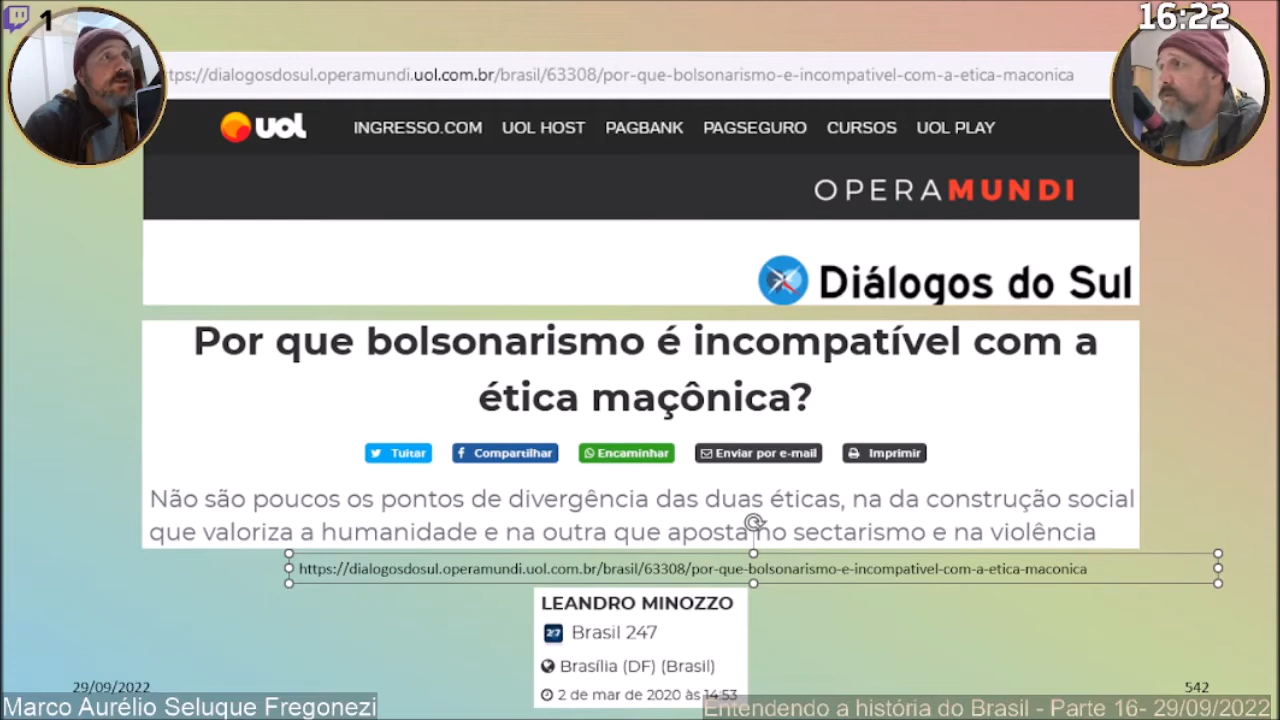 1
16:22
tps://dialogosdosul.operamundi.uol.com.br/brasil/63308/por-que-bolsonarismo-e-incompativel-com-a-etica-maconica
uol INGRESSO.COM UOL HOST PAGBANK PAGSEGURO CURSOS UOL PLAY
OPERAMUNDI
Diálogos do Sul
Por que bolsonarismo é incompatível com a
ética maçônica?
Tuitar Compartilhar Encaminhar Enviar por e-mail Imprimir
Não são poucos os pontos de divergência das duas éticas, na da construção social
que valoriza a humanidade e na outra que aposta no sectarismo e na violência
https://dialogosdosul.operamundi.uol.com.br/brasil/63308/por-que-bolsonarismo-e-incompativel-com-a-etica-maconica
LEANDRO MINOZZO
247 Brasil 247
Brasília (DF) (Brasil)
2 de mar de 2020 às 14:53
29/09/2022
542
Marco Aurélio Seluque Fregonezi
Entendendo a história do Brasil - Parte 16- 29/09/2022